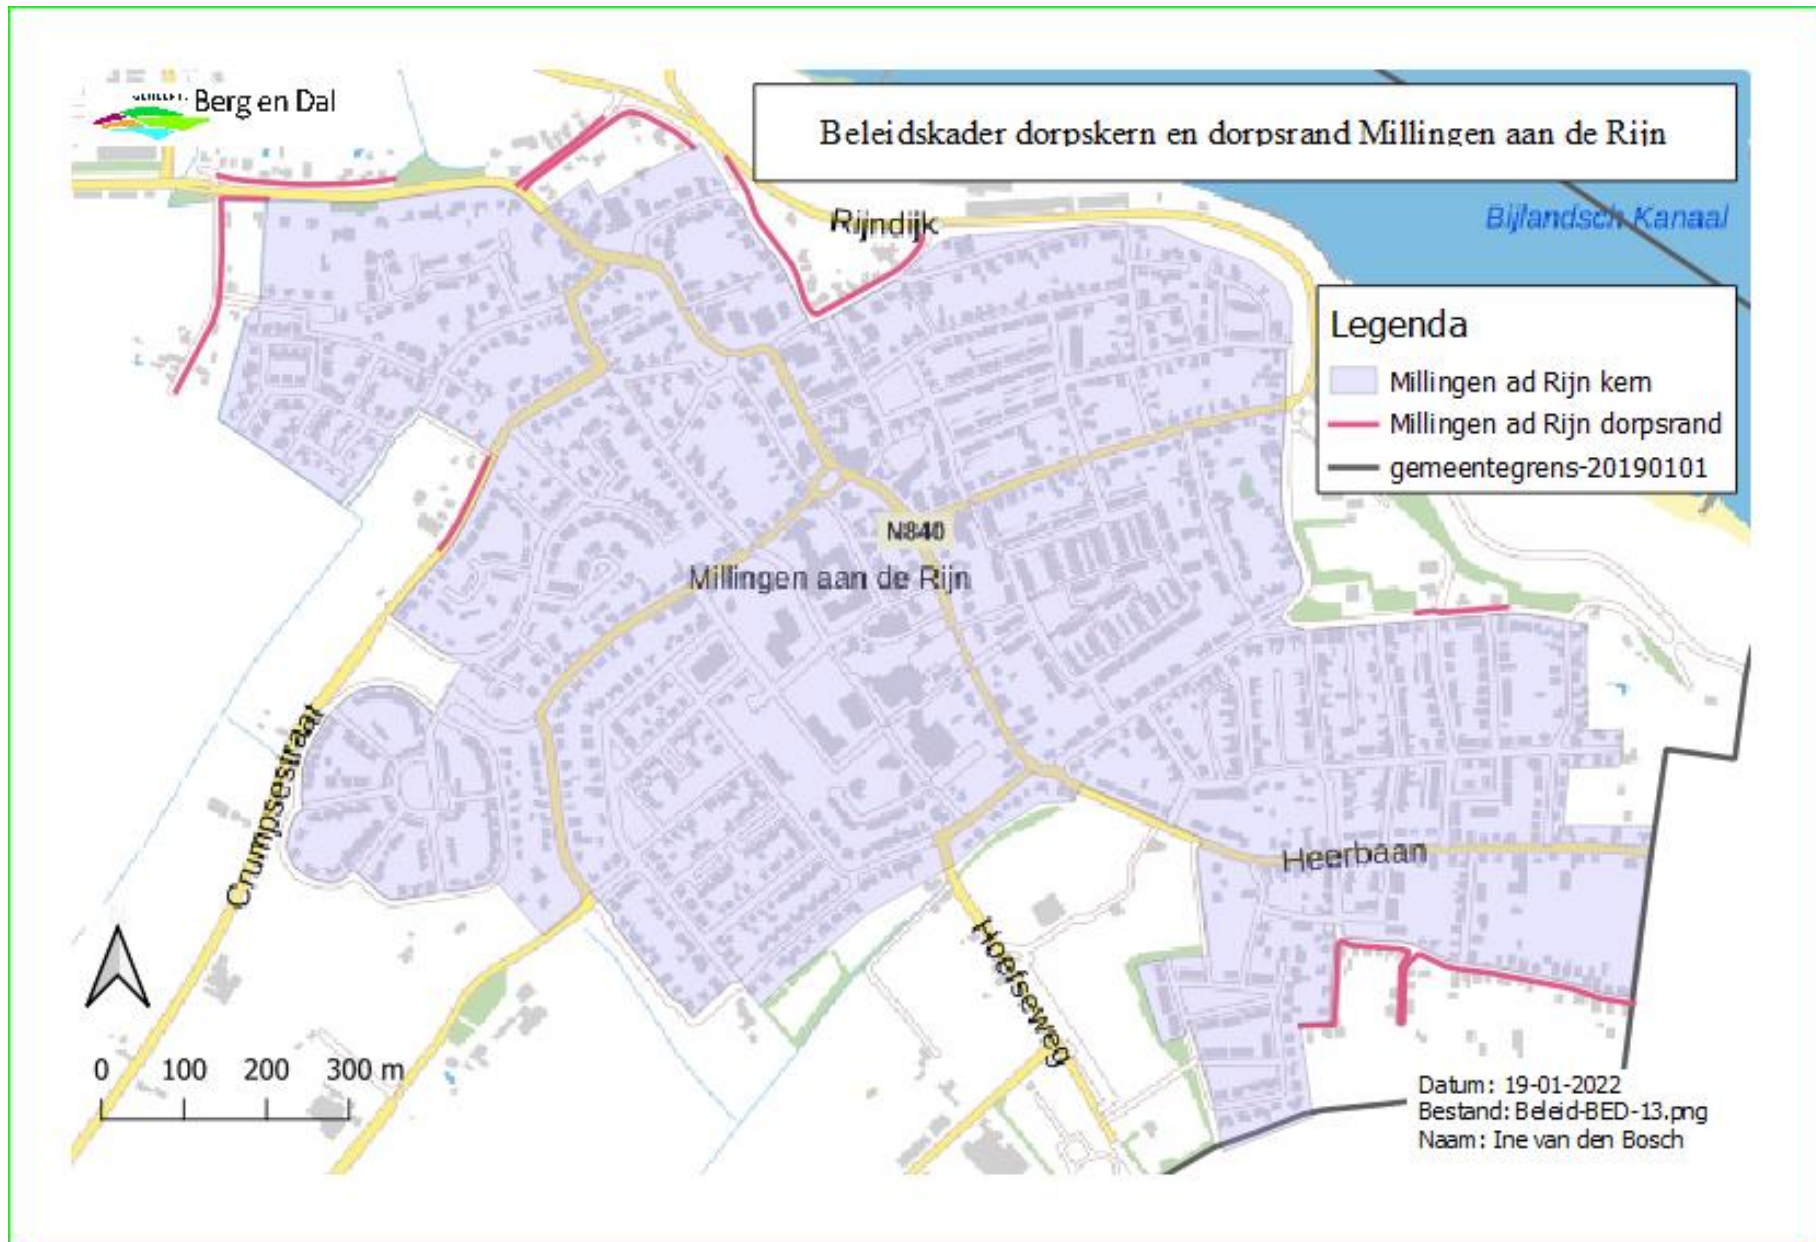 Berg en Dal
Beleidskader dorpskern en dorpsrand Millingen aan de Rijn
Rijndijk
Bijlandsch Kanaal
Legenda
Millingen ad Rijn kern
Millingen ad Rijn dorpsrand
gemeentegrens-20190101
N840
Millingen aan de Rijn
Crumpsestraat
Heerbaan
Hoefseweg
0 100 200 300 m
Datum: 19-01-2022
Bestand: Beleid-BED-13.png
Naam: Ine van den Bosch